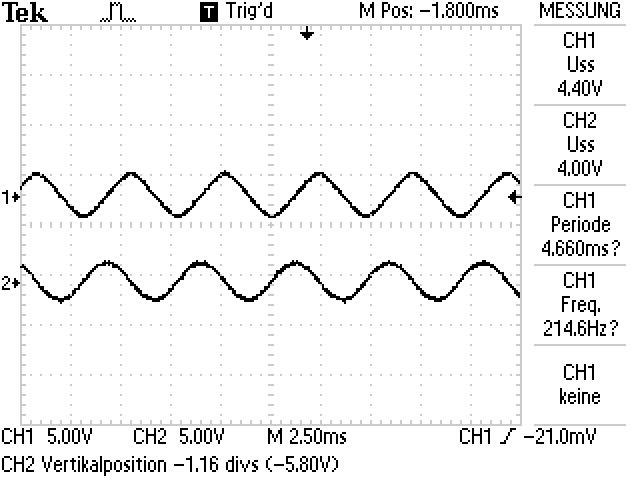 Tek T Trig'd M Pos: -1.800ms MESSUNG
CH1
Uss
4.40V
CH2
Uss
4.00V
CH1
Periode
4.660ms?
CH1
Freq.
214.6Hz?
CH1
keine
1
2
CH1 5.00V CH2 5.00V M 2.50ms CH1 -21.0mV
CH2 Vertikalposition -1.16 divs (-5.80V)